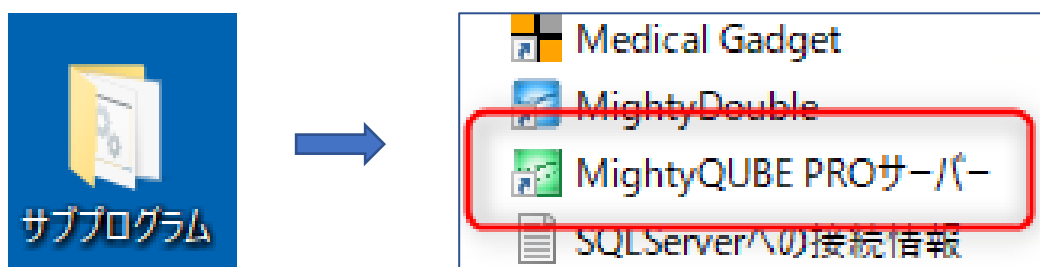 サブプログラム
Medical Gadget
MightyDouble
MightyQUBE PROサーバー
SQLServerへの接続情報